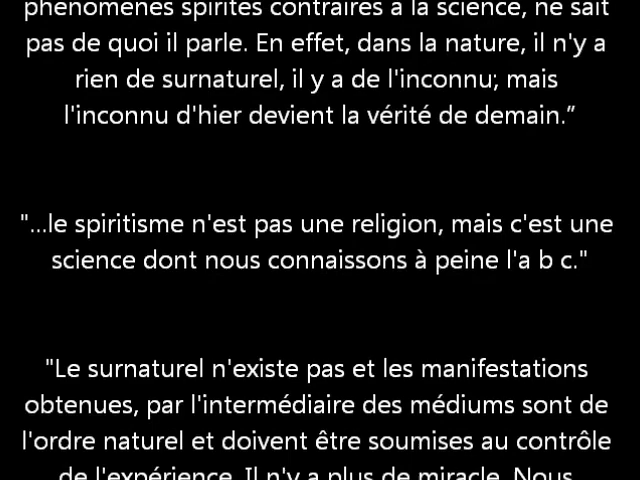 phénomènes spirites contraires à la science, ne sait
pas de quoi il parle. En effet, dans la nature, il n'y a
rien de surnaturel, il y a de l'inconnu; mais
l'inconnu d'hier devient la vérité de demain.”
"...le spiritisme n'est pas une religion, mais c'est une
science dont nous connaissons à peine l'a b c."
"Le surnaturel n'existe pas et les manifestations
obtenues, par l'intermédiaire des médiums sont de
l'ordre naturel et doivent être soumises au contrôle
de l'expérience. Il n'y a plus de miracle. Nous